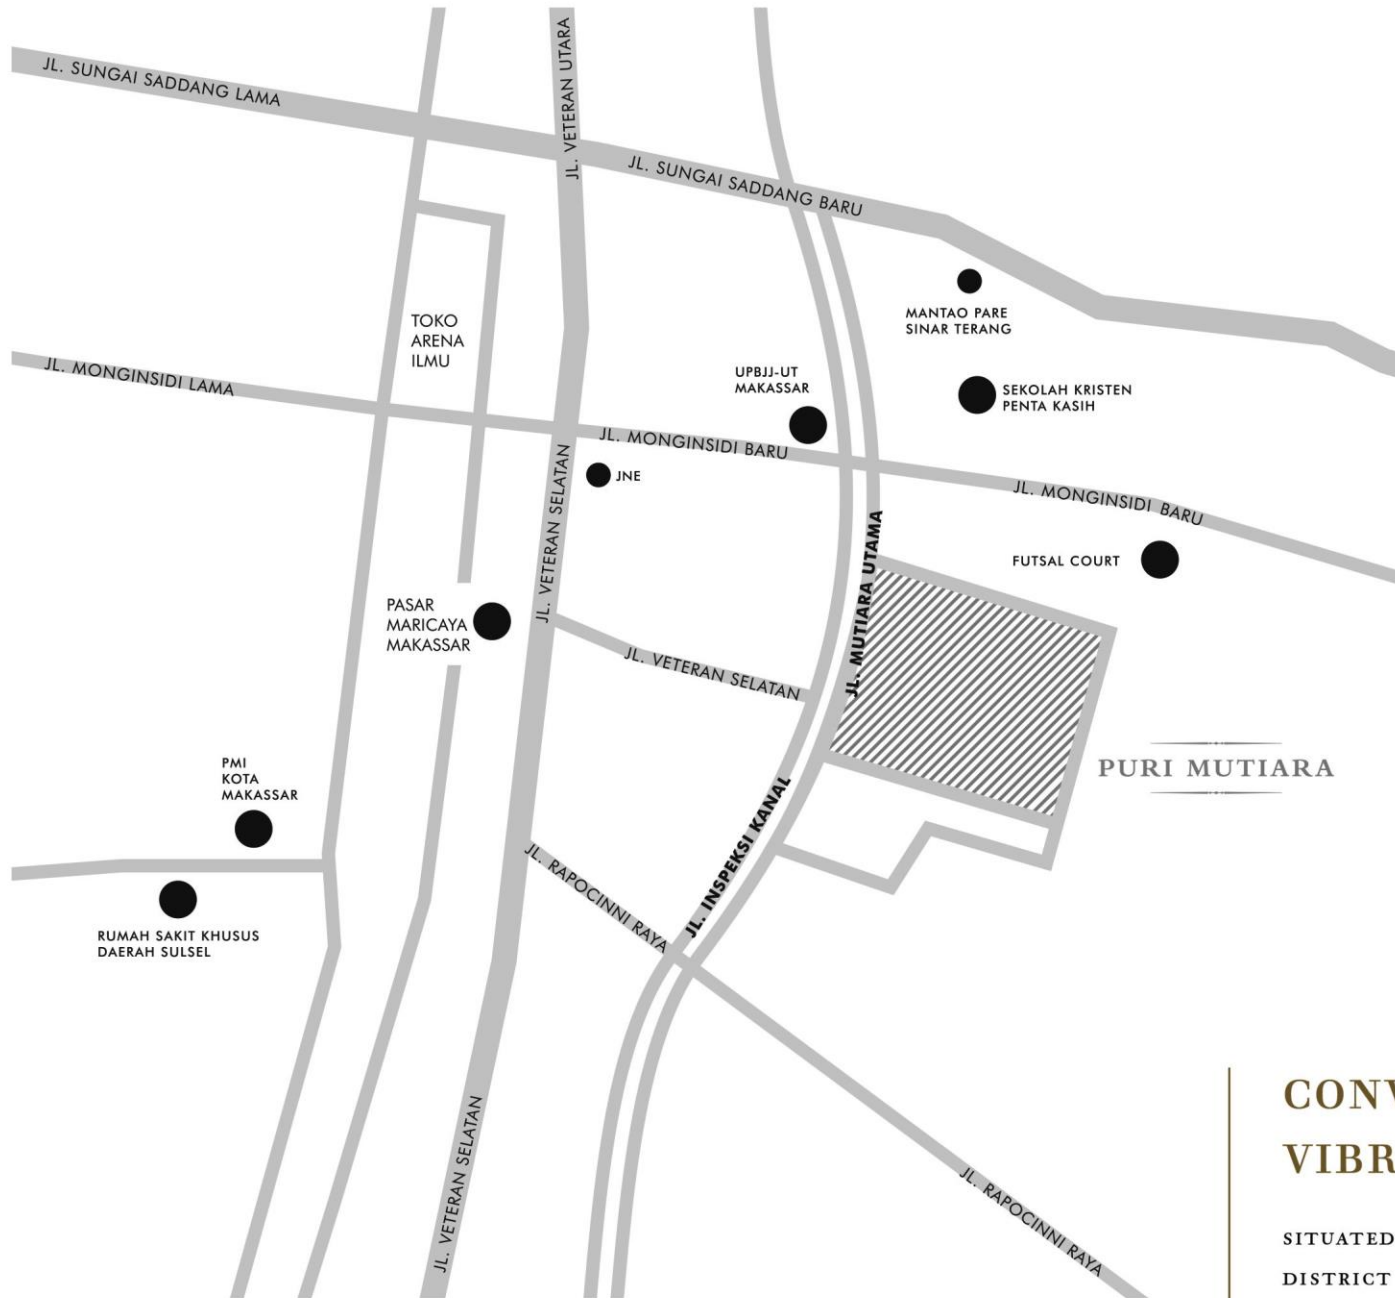 JL. SUNGAI SADDANG LAMA
JL. VETERAN UTARA
JL. SUNGAI SADDANG BARU
MANTAO PARE
SINAR TERANG
TOKO
ARENA
ILMU
JL. MONGINSIDI LAMA
UPBJJ-UT
MAKASSAR
SEKOLAH KRISTEN
PENTA KASIH
JL. MONGINSIDI BARU
JNE
JL. MONGINSIDI BARU
JL. VETERAN SELATAN
JL. MUTIARA UTAMA
FUTSAL COURT
PASAR
MARICAYA
MAKASSAR
JL. VETERAN SELATAN
PMI
KOTA
MAKASSAR
PURI MUTIARA
JL. INSPEKSI KANAL
JL. RAPOCINNI RAYA
RUMAH SAKIT KHUSUS
DAERAH SULSEL
JL. VETERAN SELATAN
JL. RAPOCINNI RAYA
CONV
VIBR
SITUATED
DISTRICT